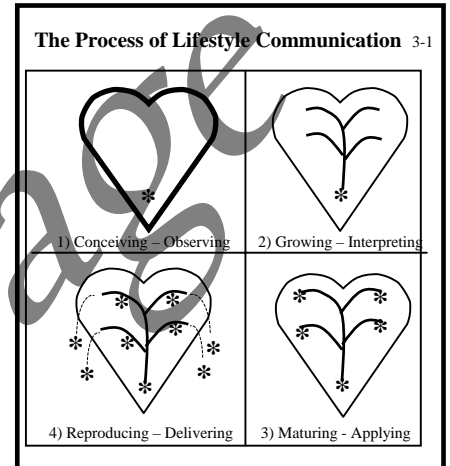 The Process of Lifestyle Communication 3-1
1) Conceiving – Observing
2) Growing – Interpreting
4) Reproducing – Delivering
3) Maturing - Applying